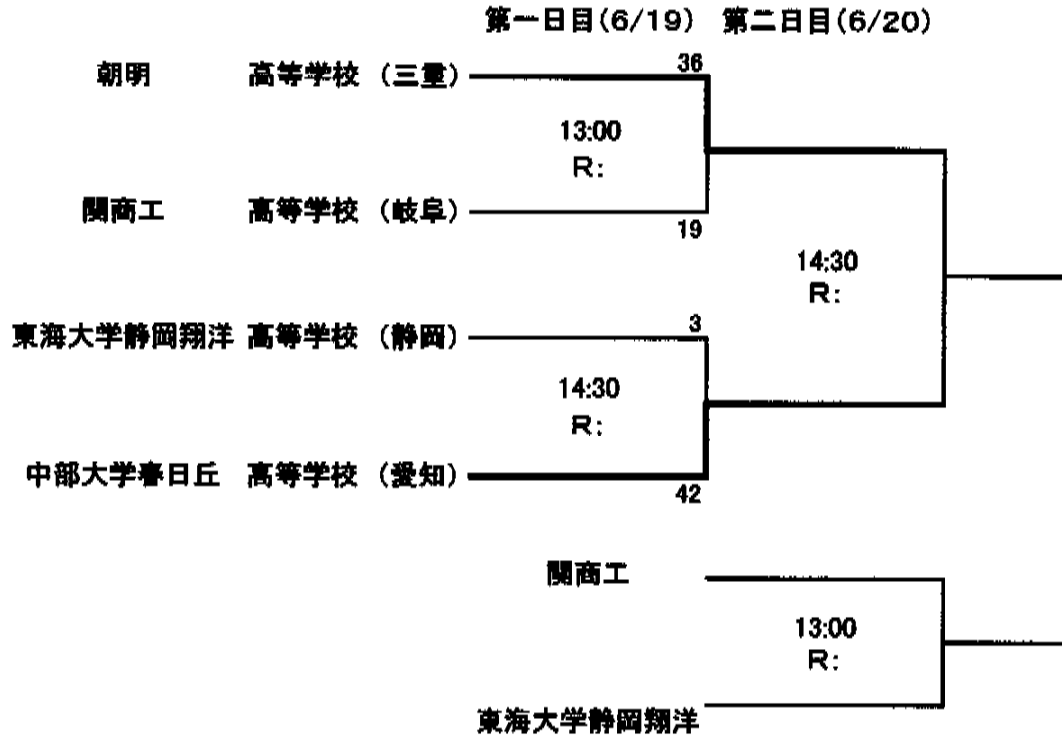 第一日目(6/19) 第二日目(6/20)
朝明 高等学校 (三重) 36
13:00
R:
関商工 高等学校 (岐阜) 19
14:30
R:
東海大学静岡翔洋 高等学校 (静岡) 3
14:30
R:
中部大学春日丘 高等学校 (愛知) 42
関商工
13:00
R:
東海大学静岡翔洋